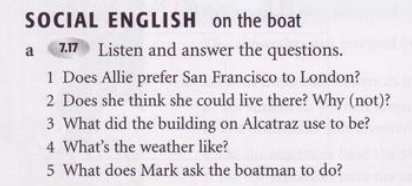 SOCIAL ENGLISH on the boat
a 7.17 Listen and answer the questions.
1 Does Allie prefer San Francisco to London?
2 Does she think she could live there? Why (not)?
3 What did the building on Alcatraz use to be?
4 What's the weather like?
5 What does Mark ask the boatman to do?